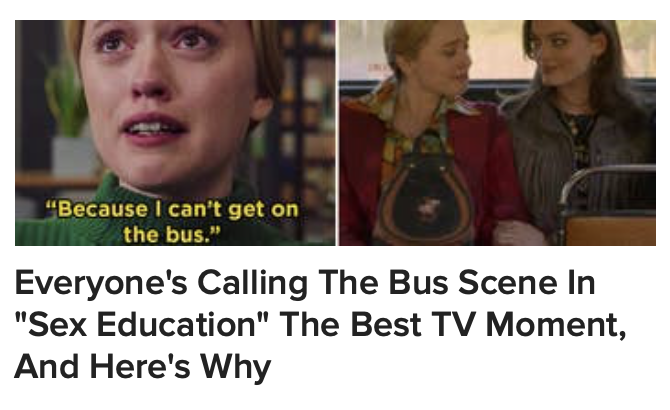 “Because I can’t get on
the bus.”
Everyone's Calling The Bus Scene In
"Sex Education" The Best TV Moment,
And Here's Why